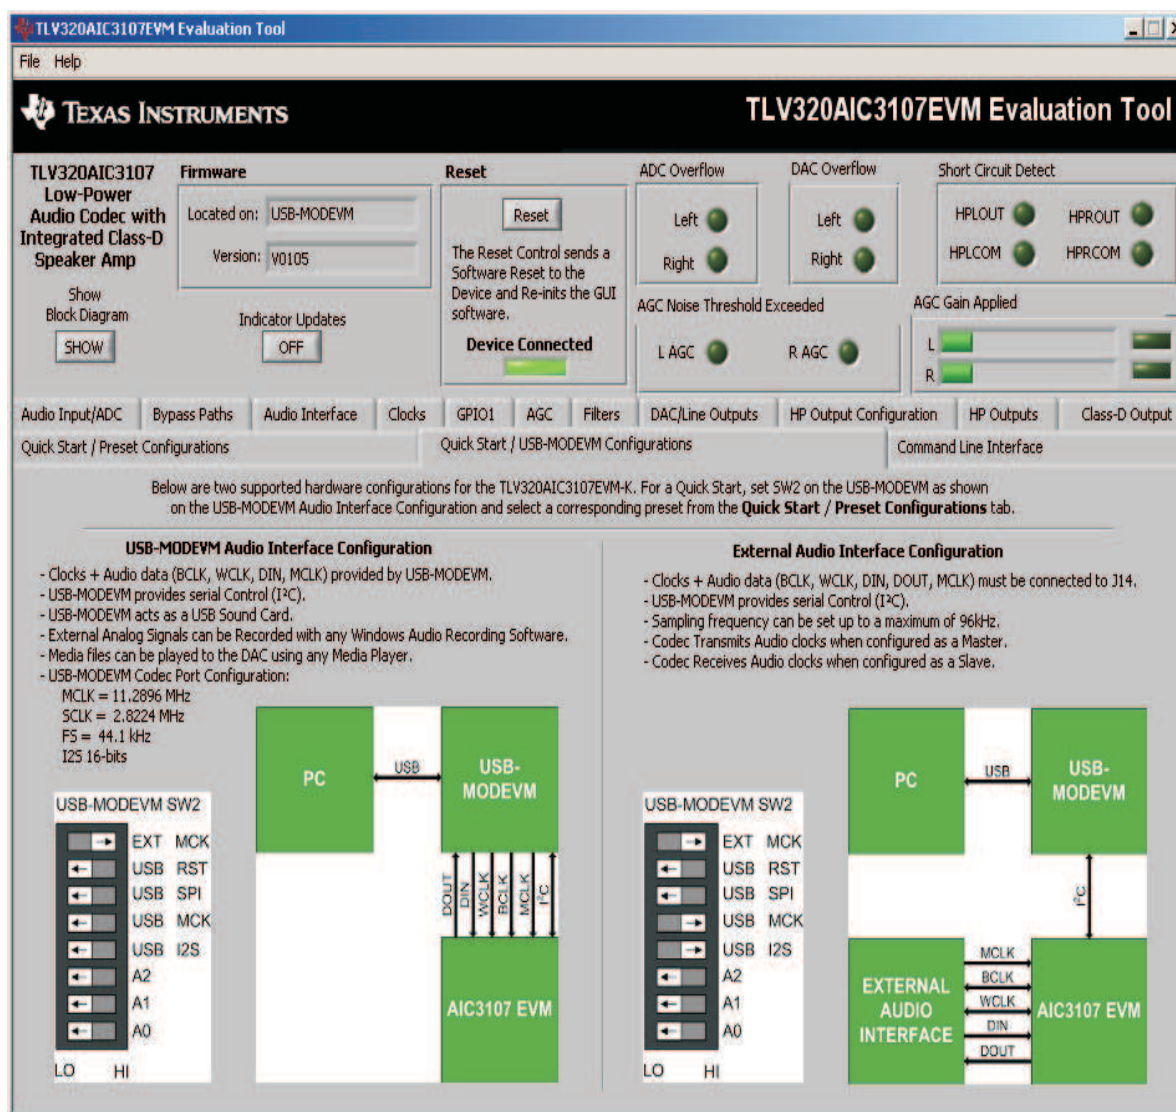 TLV320AIC3107EVM Evaluation Tool
File Help
TEXAS INSTRUMENTS
TLV320AIC3107EVM Evaluation Tool
TLV320AIC3107
Low-Power
Audio Codec with
Integrated Class-D
Speaker Amp
Show
Block Diagram
SHOW
Firmware
Located on: USB-MODEVM
Version: V0105
Indicator Updates
OFF
Reset
Reset
The Reset Control sends a
Software Reset to the
Device and Re-inits the GUI
software.
Device Connected
ADC Overflow
Left
Right
DAC Overflow
Left
Right
Short Circuit Detect
HPLOUT HPROUT
HPLCOM HPRCOM
AGC Noise Threshold Exceeded
L AGC R AGC
AGC Gain Applied
L
R
Audio Input/ADC Bypass Paths Audio Interface Clocks GPIO1 AGC Filters DAC/Line Outputs HP Output Configuration HP Outputs Class-D Output
Quick Start / Preset Configurations Quick Start / USB-MODEVM Configurations Command Line Interface
Below are two supported hardware configurations for the TLV320AIC3107EVM-K. For a Quick Start, set SW2 on the USB-MODEVM as shown
on the USB-MODEVM Audio Interface Configuration and select a corresponding preset from the Quick Start / Preset Configurations tab.
USB-MODEVM Audio Interface Configuration
- Clocks + Audio data (BCLK, WCLK, DIN, MCLK) provided by USB-MODEVM.
- USB-MODEVM provides serial Control (I²C).
- USB-MODEVM acts as a USB Sound Card.
- External Analog Signals can be Recorded with any Windows Audio Recording Software.
- Media files can be played to the DAC using any Media Player.
- USB-MODEVM Codec Port Configuration:
MCLK = 11.2896 MHz
SCLK = 2.8224 MHz
FS = 44.1 kHz
I2S 16-bits
USB-MODEVM SW2
EXT MCK
USB RST
USB SPI
USB MCK
USB I2S
A2
A1
A0
LO HI
PC
USB
USB-
MODEVM
DOUT
DIN
WCLK
BCLK
MCLK
I²C
AIC3107 EVM
External Audio Interface Configuration
- Clocks + Audio data (BCLK, WCLK, DIN, DOUT, MCLK) must be connected to J14.
- USB-MODEVM provides serial Control (I²C).
- Sampling frequency can be set up to a maximum of 96kHz.
- Codec Transmits Audio clocks when configured as a Master.
- Codec Receives Audio clocks when configured as a Slave.
USB-MODEVM SW2
EXT MCK
USB RST
USB SPI
USB MCK
USB I2S
A2
A1
A0
LO HI
PC
USB
USB-
MODEVM
I²C
EXTERNAL
AUDIO
INTERFACE
MCLK
BCLK
WCLK
DIN
DOUT
AIC3107 EVM